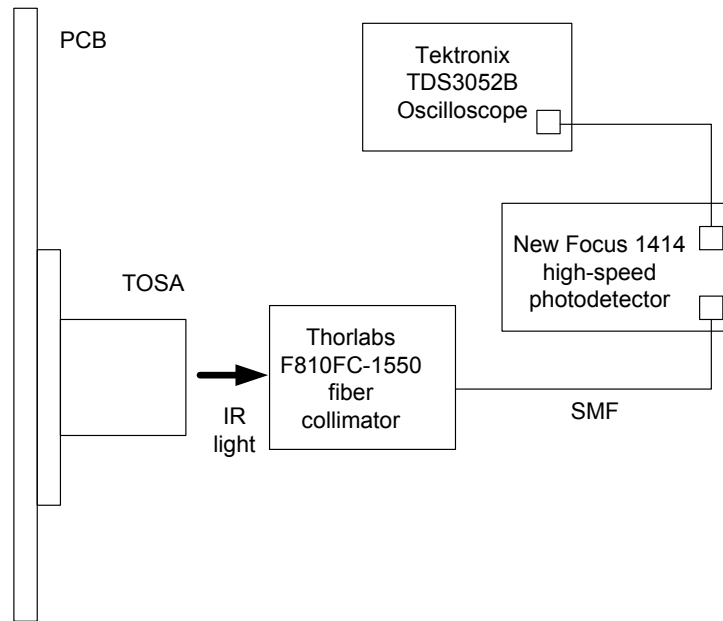 PCB
Tektronix
TDS3052B
Oscilloscope
New Focus 1414
high-speed
photodetector
TOSA
Thorlabs
F810FC-1550
fiber
collimator
IR
light
SMF